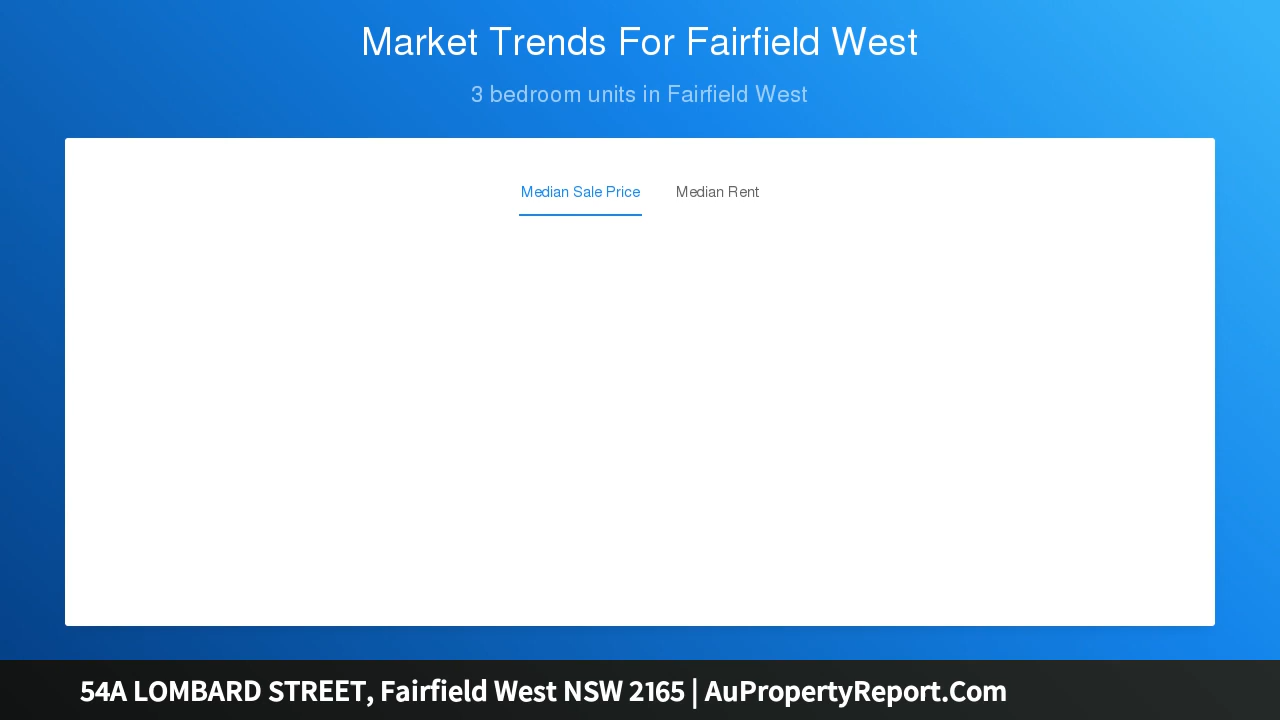 Market Trends For Fairfield West
3 bedroom units in Fairfield West
Median Sale Price
Median Rent
54A LOMBARD STREET, Fairfield West NSW 2165 | AuPropertyReport.Com